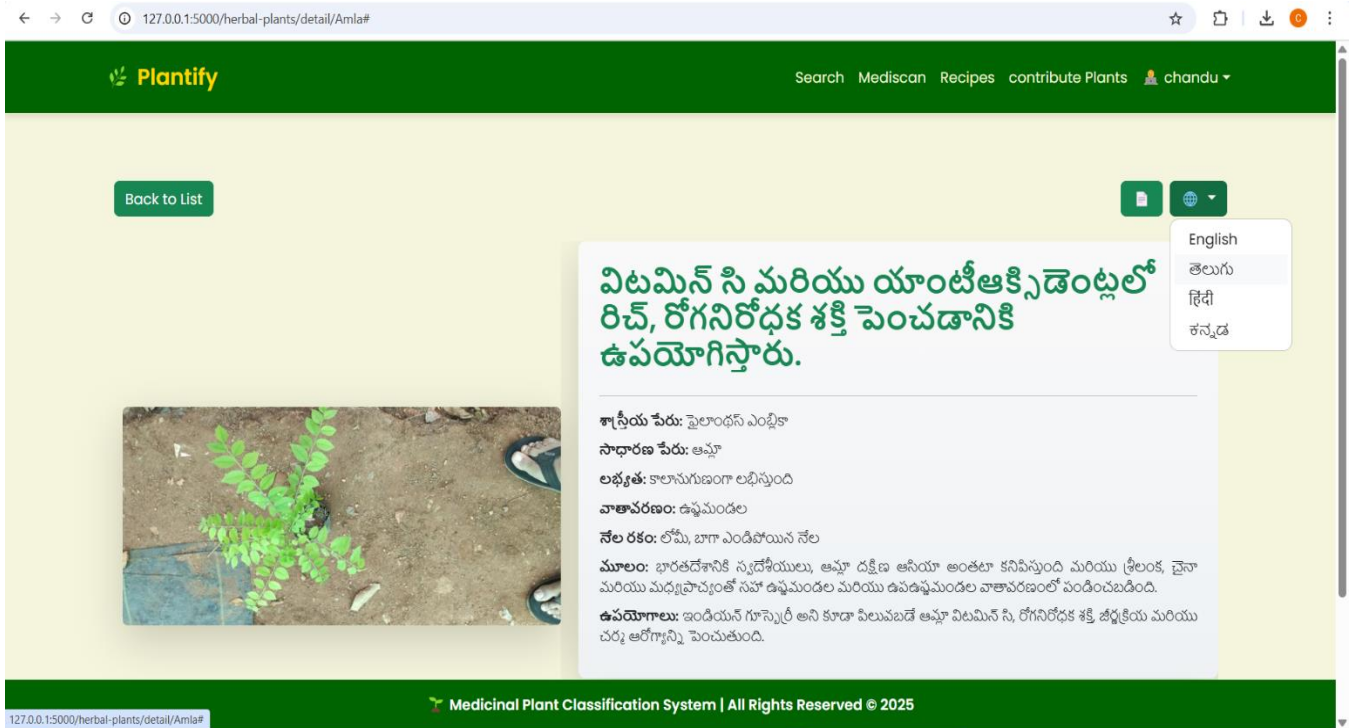 127.0.0.1:5000/herbal-plants/detail/Amla#
Plantify
Search Mediscan Recipes contribute Plants chandu
Back to List
English
తెలుగు
हिंदी
ಕನ್ನಡ
విటమిన్ సి మరియు యాంటీఆక్సిడెంట్లలో
రిచ్, రోగనిరోధక శక్తి పెంచడానికి
ఉపయోగిస్తారు.
శాస్త్రీయ పేరు: ఫైలాంథస్ ఎంబ్లికా
సాధారణ పేరు: ఆమ్లా
లభ్యత: కాలానుగుణంగా లభిస్తుంది
వాతావరణం: ఉష్ణమండల
నేల రకం: లోమీ, బాగా ఎండిపోయిన నేల
మూలం: భారతదేశానికి స్వదేశీయులు, ఆమ్లా దక్షిణ ఆసియా అంతటా కనిపిస్తుంది మరియు శ్రీలంక, చైనా
మరియు మధ్యప్రాచ్యంతో సహా ఉష్ణమండల మరియు ఉపఉష్ణమండల వాతావరణంలో పండించబడింది.
ఉపయోగాలు: ఇండియన్ గూస్బెర్రీ అని కూడా పిలువబడే ఆమ్లా విటమిన్ సి, రోగనిరోధక శక్తి, జీర్ణక్రియ మరియు
చర్మ ఆరోగ్యాన్ని పెంచుతుంది.
Medicinal Plant Classification System | All Rights Reserved © 2025
127.0.0.1:5000/herbal-plants/detail/Amla#